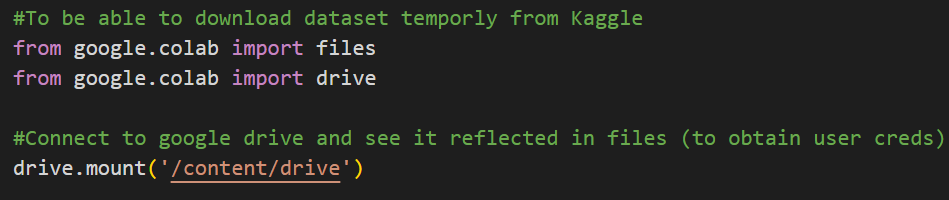 #To be able to download dataset temporly from Kaggle
from google.colab import files
from google.colab import drive
#Connect to google drive and see it reflected in files (to obtain user creds)
drive.mount('/content/drive')